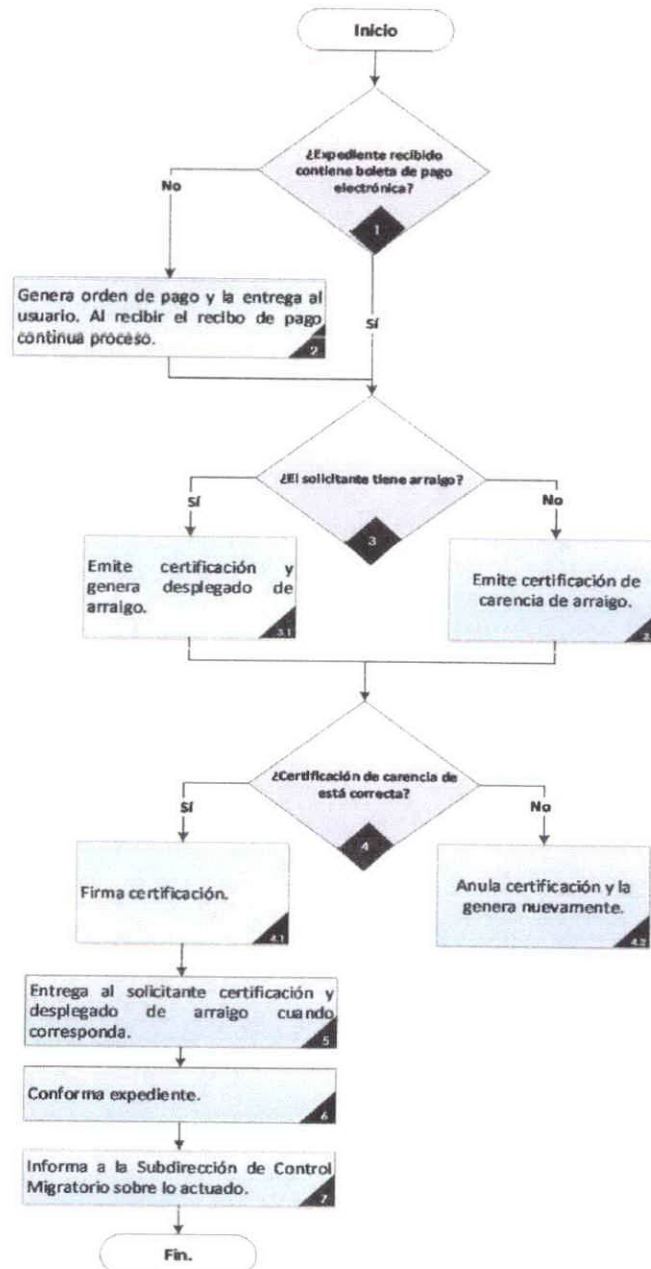 Inicio
¿Expediente recibido
contiene boleta de pago
electrónica?
1
No
Sí
Genera orden de pago y la entrega al
usuario. Al recibir el recibo de pago
continua proceso.
2
¿El solicitante tiene arraigo?
3
Sí
No
Emite certificación y
genera desplegado de
arraigo.
3.1
Emite certificación de
carencia de arraigo.
¿Certificación de carencia de
está correcta?
4
Sí
No
Firma certificación.
4.1
Anula certificación y la
genera nuevamente.
4.2
Entrega al solicitante certificación y
desplegado de arraigo cuando
corresponda.
5
Conforma expediente.
6
Informa a la Subdirección de Control
Migratorio sobre lo actuado.
7
Fin.